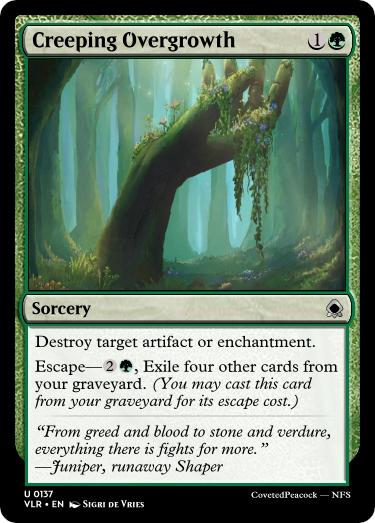 Creeping Overgrowth 1
Sorcery
Destroy target artifact or enchantment.
Escape—2, Exile four other cards from
your graveyard. (You may cast this card
from your graveyard for its escape cost.)
“From greed and blood to stone and verdure,
everything there is fights for more.”
—Juniper, runaway Shaper
U 0137
VLR • EN Sigri de Vries
CovetedPeacock — NFS